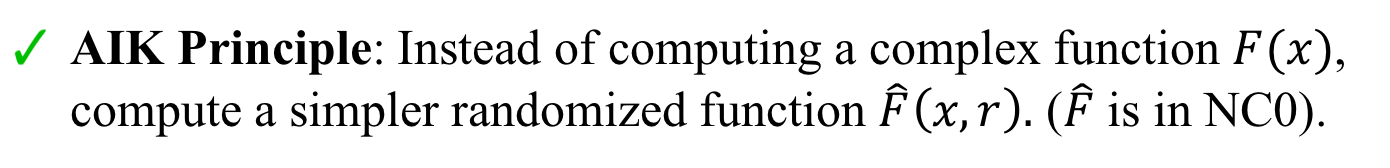 ✓ AIK Principle: Instead of computing a complex function F(x),
compute a simpler randomized function F̂(x,r). (F̂ is in NC0).